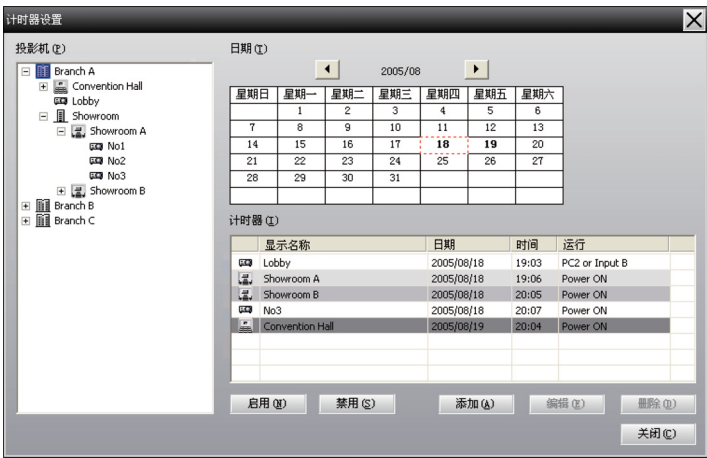 计时器设置
投影机(P)
Branch A
Convention Hall
Lobby
Showroom
Showroom A
No1
No2
No3
Showroom B
Branch B
Branch C
日期(T)
2005/08
星期日 星期一 星期二 星期三 星期四 星期五 星期六
1 2 3 4 5 6
7 8 9 10 11 12 13
14 15 16 17 18 19 20
21 22 23 24 25 26 27
28 29 30 31
计时器(I)
显示名称 日期 时间 运行
Lobby 2005/08/18 19:03 PC2 or Input B
Showroom A 2005/08/18 19:06 Power ON
Showroom B 2005/08/18 20:05 Power ON
No3 2005/08/18 20:07 Power ON
Convention Hall 2005/08/19 20:04 Power ON
启用(N) 禁用(S) 添加(A) 编辑(E) 删除(D)
关闭(C)